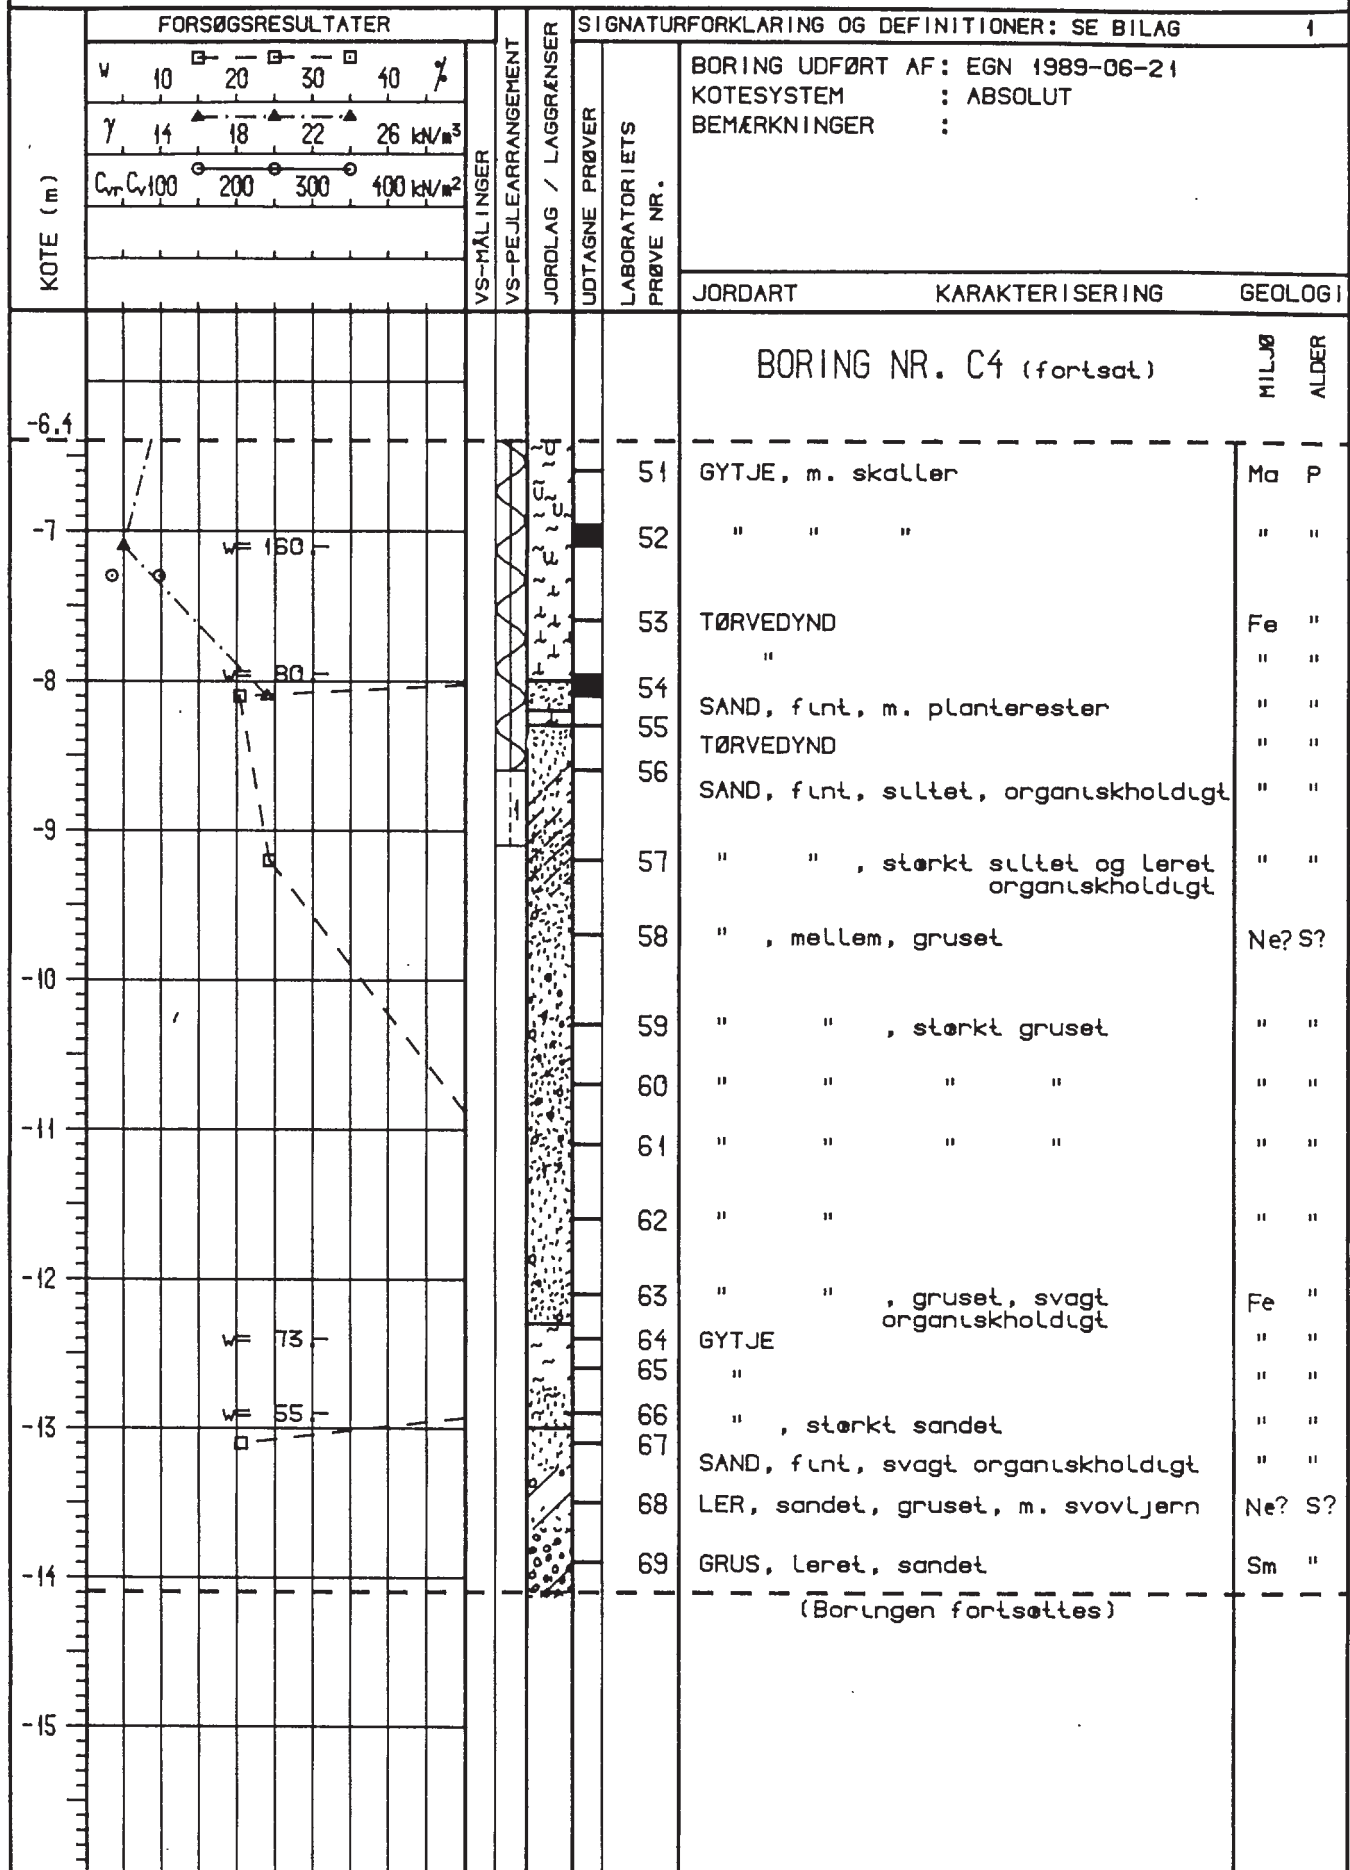 FORSØGSRESULTATER
SIGNATURFORKLARING OG DEFINITIONER: SE BILAG 1
W 10 20 30 40 %
γ 14 18 22 26 kN/m³
Cvr Cv 100 200 300 400 kN/m²
KOTE (m)
VS-MÅLINGER
VS-PEJLEARRANGEMENT
JORDLAG / LAGGRÆNSER
UDTAGNE PRØVER
LABORATORIETS
PRØVE NR.
BORING UDFØRT AF: EGN 1989-06-21
KOTESYSTEM : ABSOLUT
BEMÆRKNINGER :
JORDART KARAKTERISERING GEOLOGI
BORING NR. C4 (fortsat)
MILJØ
ALDER
-6.4
51 GYTJE, m. skaller Ma P
-7
W= 160
52 " " " " "
53 TØRVEDYND Fe "
" " "
W= 80
-8
54
SAND, fint, m. planterester " "
55
TØRVEDYND " "
56
SAND, fint, siltet, organiskholdigt " "
1
-9
57 " " , stærkt siltet og leret " "
organiskholdigt
58 " , mellem, gruset Ne? S?
-10
59 " " , stærkt gruset " "
60 " " " " " "
-11
61 " " " " " "
62 " " " "
-12
63 " " , gruset, svagt Fe "
organiskholdigt
W= 73
64 GYTJE " "
65 " " "
W= 55
66 " , stærkt sandet " "
-13
67
SAND, fint, svagt organiskholdigt " "
68 LER, sandet, gruset, m. svovljern Ne? S?
69 GRUS, leret, sandet Sm "
-14
(Boringen fortsættes)
-15